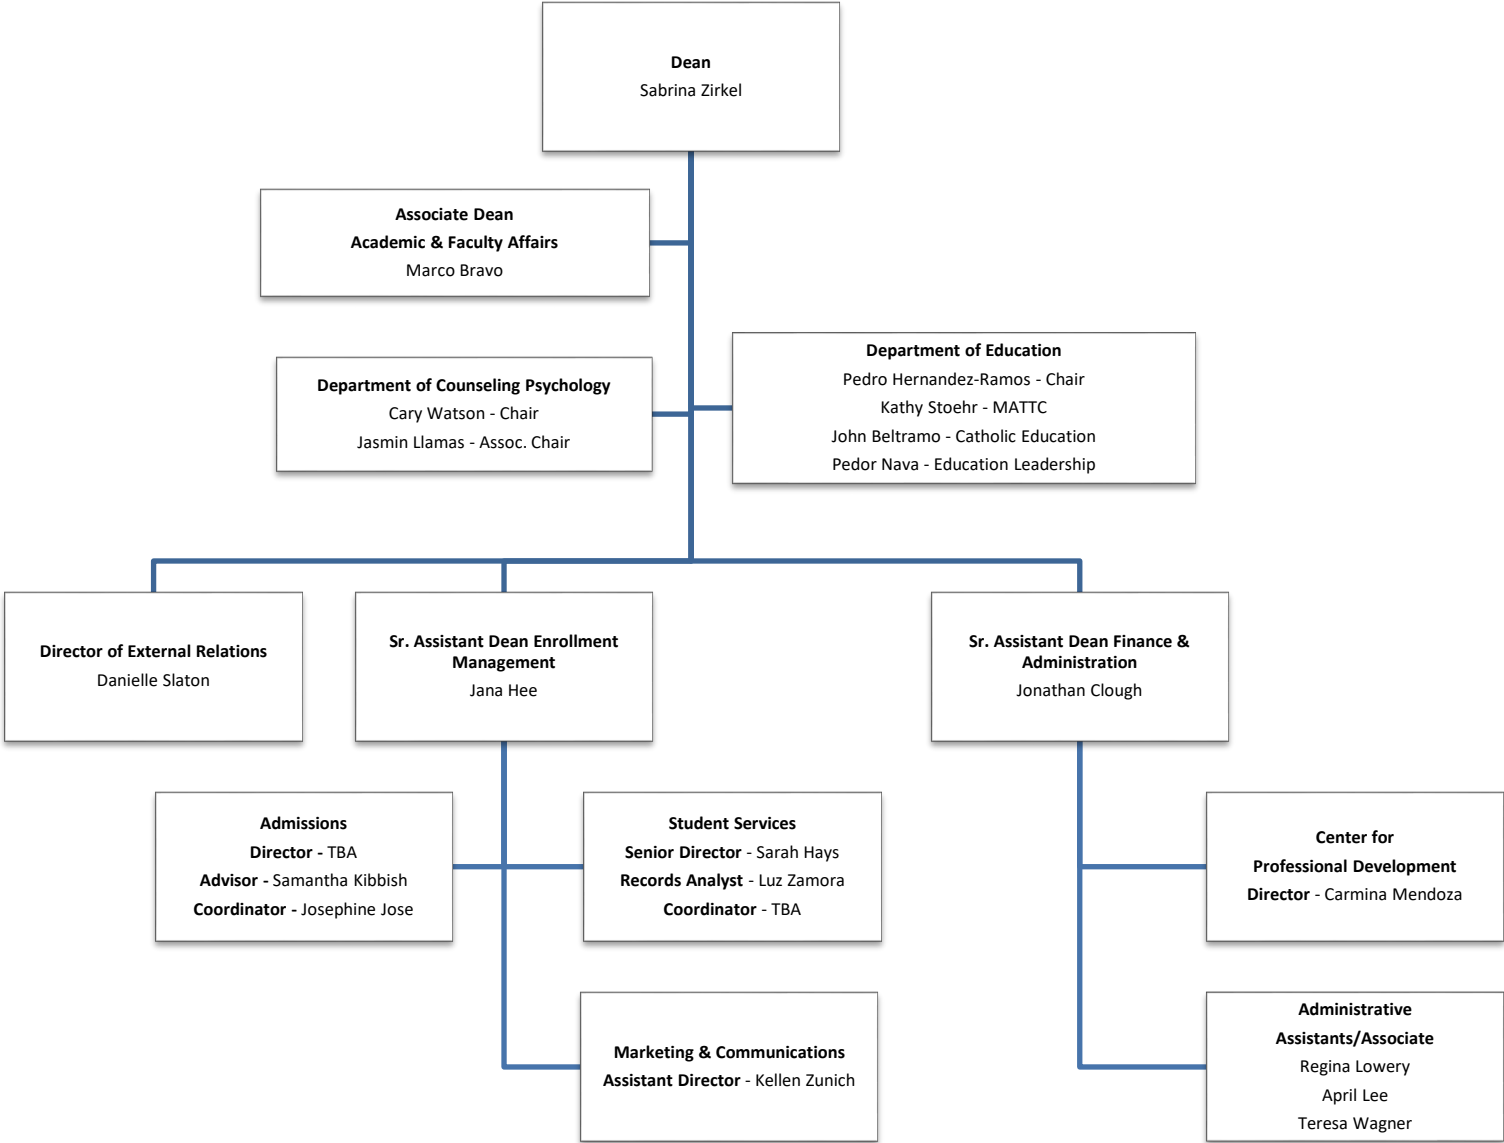 Dean
Sabrina Zirkel
Associate Dean
Academic & Faculty Affairs
Marco Bravo
Department of Counseling Psychology
Cary Watson - Chair
Jasmin Llamas - Assoc. Chair
Department of Education
Pedro Hernandez-Ramos - Chair
Kathy Stoehr - MATTC
John Beltramo - Catholic Education
Pedor Nava - Education Leadership
Director of External Relations
Danielle Slaton
Sr. Assistant Dean Enrollment
Management
Jana Hee
Sr. Assistant Dean Finance &
Administration
Jonathan Clough
Admissions
Director - TBA
Advisor - Samantha Kibbish
Coordinator - Josephine Jose
Student Services
Senior Director - Sarah Hays
Records Analyst - Luz Zamora
Coordinator - TBA
Center for
Professional Development
Director - Carmina Mendoza
Marketing & Communications
Assistant Director - Kellen Zunich
Administrative
Assistants/Associate
Regina Lowery
April Lee
Teresa Wagner